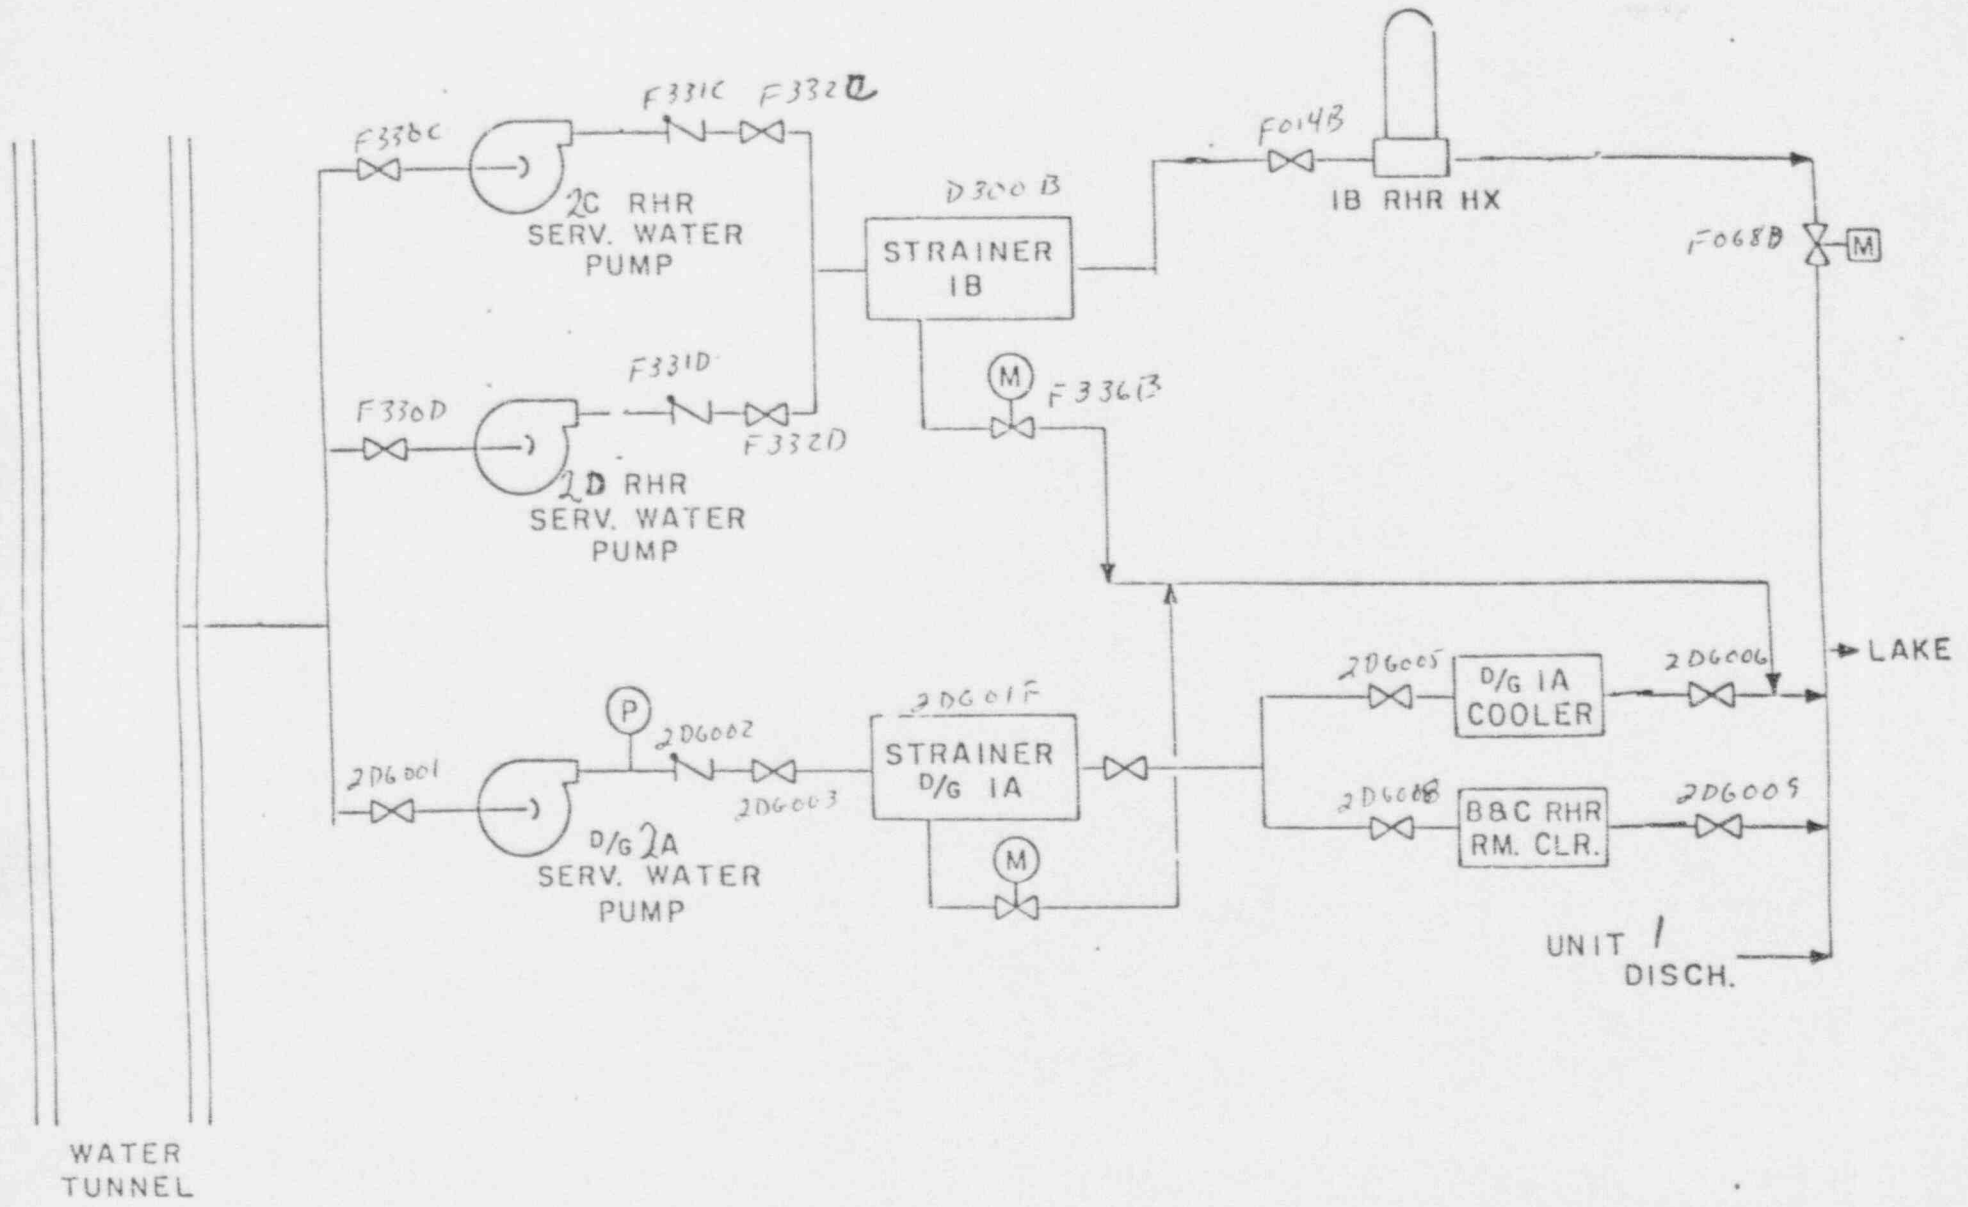 F331C
F332C
F330C
2C RHR
SERV. WATER
PUMP
D300B
STRAINER
1B
F014B
1B RHR HX
F068B
M
F331D
F330D
F332D
2D RHR
SERV. WATER
PUMP
M
F336B
LAKE
P
2DG001
2DG002
2DG003
D/G 2A
SERV. WATER
PUMP
2DG01F
STRAINER
D/G 1A
M
2DG005
D/G 1A
COOLER
2DG006
2DG008
B&C RHR
RM. CLR.
2DG009
UNIT 1
DISCH.
WATER
TUNNEL